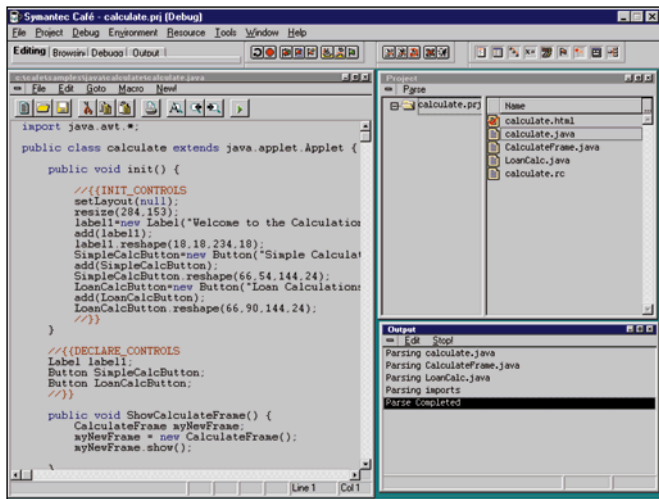 Symantec Café - calculate.prj (Debug)
File Project Debug Environment Resource Tools Window Help
Editing Browsin Debugg Output
c:\cafe\samples\java\calculate\calculate.java
File Edit Goto Macro New!
import java.awt.*;
public class calculate extends java.applet.Applet {
public void init() {
//{{INIT_CONTROLS
setLayout(null);
resize(284,153);
label1=new Label("Welcome to the Calculation
add(label1);
label1.reshape(18,18,234,18);
SimpleCalcButton=new Button("Simple Calculat
add(SimpleCalcButton);
SimpleCalcButton.reshape(66,54,144,24);
LoanCalcButton=new Button("Loan Calculations
add(LoanCalcButton);
LoanCalcButton.reshape(66,90,144,24);
//}}
}
//{{DECLARE_CONTROLS
Label label1;
Button SimpleCalcButton;
Button LoanCalcButton;
//}}
public void ShowCalculateFrame() {
CalculateFrame myNewFrame;
myNewFrame = new CalculateFrame();
myNewFrame.show();
}
Line 1 Col 1
Project
Parse
calculate.prj
Name
calculate.html
calculate.java
CalculateFrame.java
LoanCalc.java
calculate.rc
Output
Edit Stop!
Parsing calculate.java
Parsing CalculateFrame.java
Parsing LoanCalc.java
Parsing imports
Parse Completed